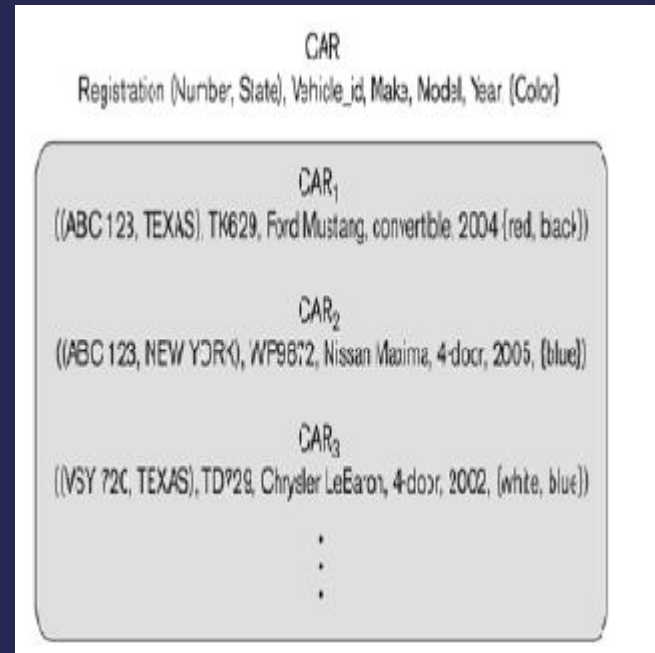 CAR
Registration (Number, State), Vehicle_id, Make, Model, Year {Color}
CAR₁
((ABC 123, TEXAS), TK629, Ford Mustang, convertible, 2004 {red, black})
CAR₂
((ABC 123, NEW YORK), WP9872, Nissan Maxima, 4-door, 2005, {blue})
CAR₃
((VSY 720, TEXAS), TD729, Chrysler LeBaron, 4-door, 2002, {white, blue})